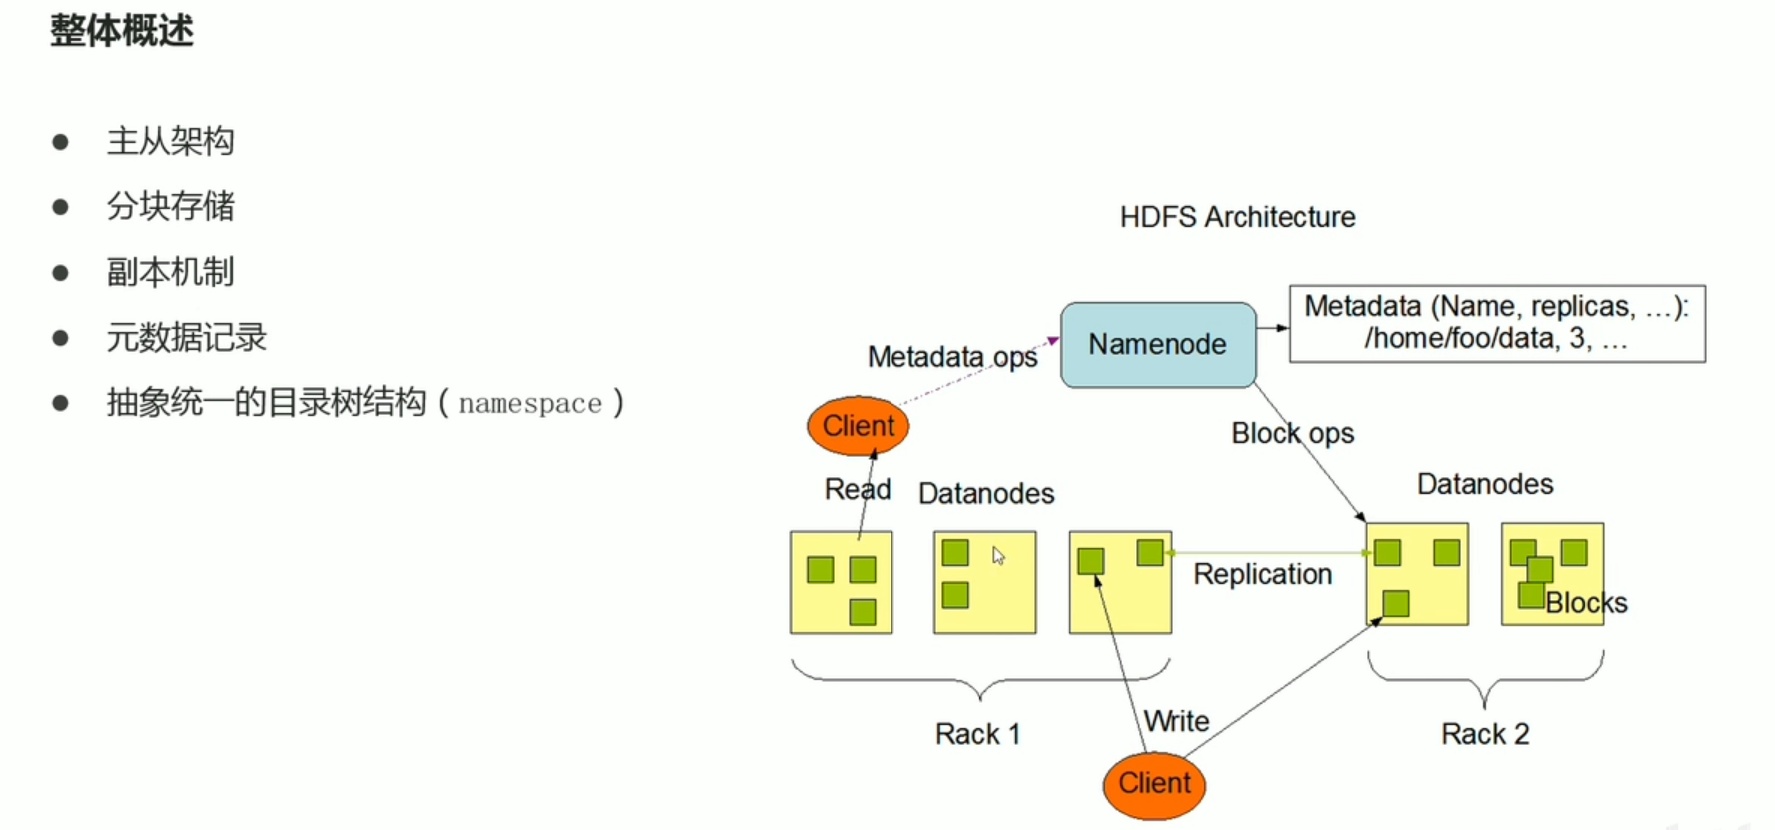 整体概述
主从架构
分块存储
副本机制
元数据记录
抽象统一的目录树结构（namespace）
HDFS Architecture
Metadata (Name, replicas, ...):
/home/foo/data, 3, ...
Namenode
Metadata ops
Client
Block ops
Read
Datanodes
Datanodes
Replication
Blocks
Rack 1
Write
Rack 2
Client